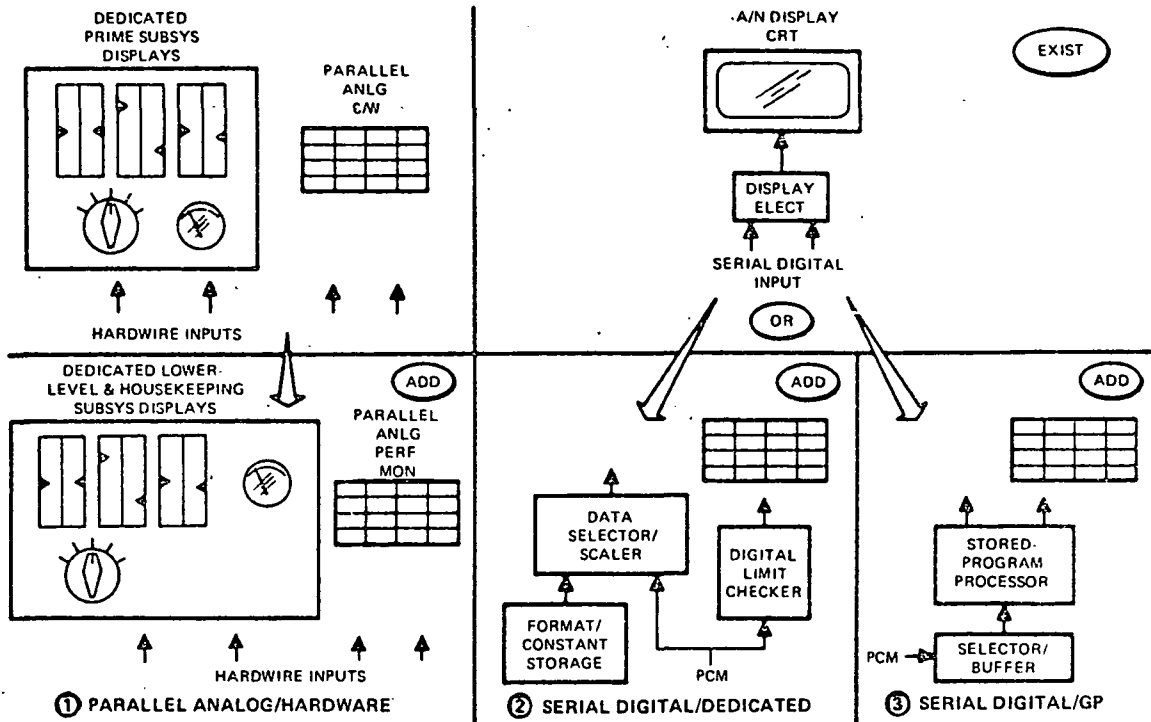 DEDICATED
PRIME SUBSYS
DISPLAYS
PARALLEL
ANLG
C/W
HARDWIRE INPUTS
A/N DISPLAY
CRT
EXIST
DISPLAY
ELECT
SERIAL DIGITAL
INPUT
OR
DEDICATED LOWER-
LEVEL & HOUSEKEEPING
SUBSYS DISPLAYS
ADD
PARALLEL
ANLG
PERF
MON
HARDWIRE INPUTS
1 PARALLEL ANALOG/HARDWARE
ADD
DATA
SELECTOR/
SCALER
DIGITAL
LIMIT
CHECKER
FORMAT/
CONSTANT
STORAGE
PCM
2 SERIAL DIGITAL/DEDICATED
ADD
STORED-
PROGRAM
PROCESSOR
PCM
SELECTOR/
BUFFER
3 SERIAL DIGITAL/GP